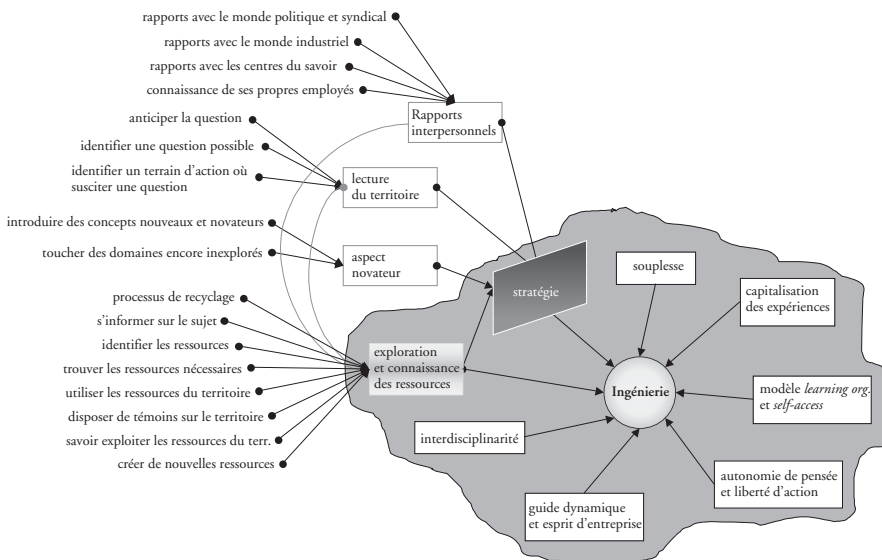 rapports avec le monde politique et syndical
rapports avec le monde industriel
rapports avec les centres du savoir
connaissance de ses propres employés
Rapports
interpersonnels
anticiper la question
identifier une question possible
identifier un terrain d'action où
susciter une question
lecture
du territoire
introduire des concepts nouveaux et novateurs
toucher des domaines encore inexplorés
aspect
novateur
stratégie
souplesse
capitalisation
des expériences
processus de recyclage
s'informer sur le sujet
identifier les ressources
trouver les ressources nécessaires
utiliser les ressources du territoire
disposer de témoins sur le territoire
savoir exploiter les ressources du terr.
créer de nouvelles ressources
exploration
et connaissance
des ressources
Ingénierie
modèle learning org.
et self-access
interdisciplinarité
autonomie de pensée
et liberté d'action
guide dynamique
et esprit d'entreprise